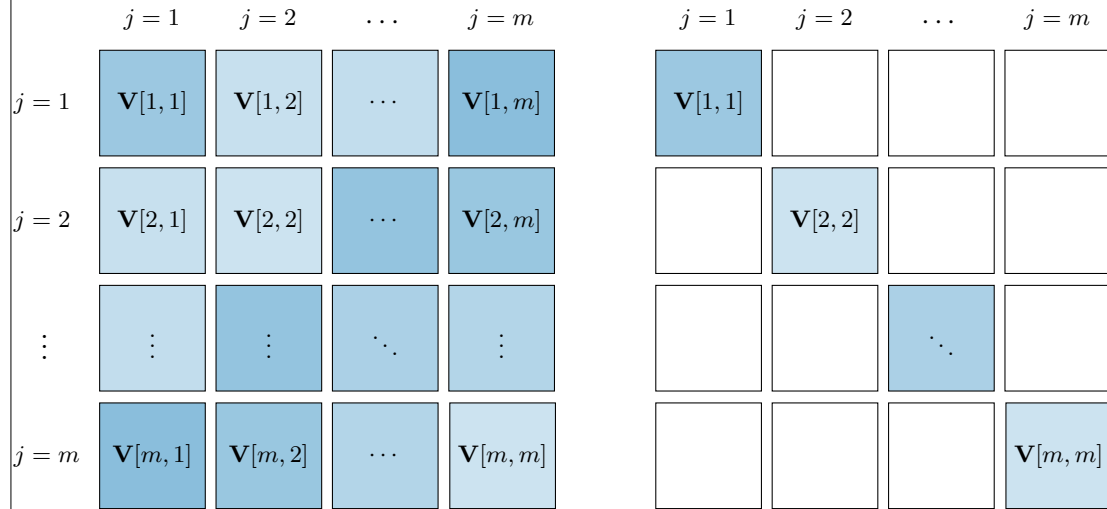 j = 1 j = 2 ⋯ j = m j = 1 j = 2 ⋯ j = m
j = 1 V[1, 1] V[1, 2] ⋯ V[1, m] V[1, 1]
j = 2 V[2, 1] V[2, 2] ⋯ V[2, m] V[2, 2]
⋮ ⋮ ⋮ ⋱ ⋮ ⋱
j = m V[m, 1] V[m, 2] ⋯ V[m, m] V[m, m]